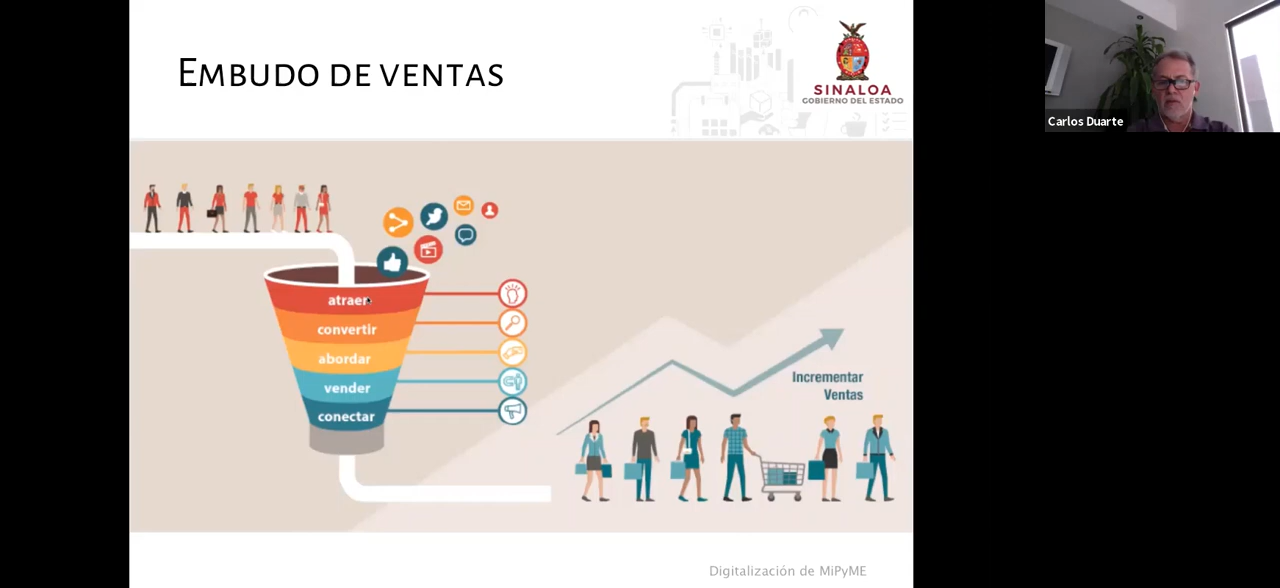 Embudo de ventas
SINALOA
GOBIERNO DEL ESTADO
Carlos Duarte
atraer
convertir
abordar
vender
conectar
Incrementar
Ventas
Digitalización de MiPyME